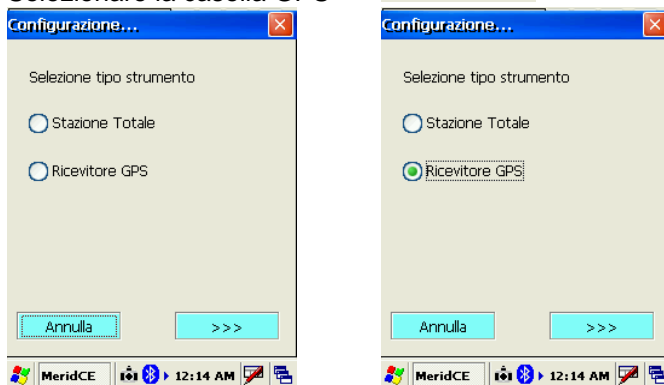 Selezionare la casella GPS
Configurazione...
Selezione tipo strumento
Stazione Totale
Ricevitore GPS
Annulla >>>
MeridCE 12:14 AM
Configurazione...
Selezione tipo strumento
Stazione Totale
Ricevitore GPS
Annulla >>>
MeridCE 12:14 AM